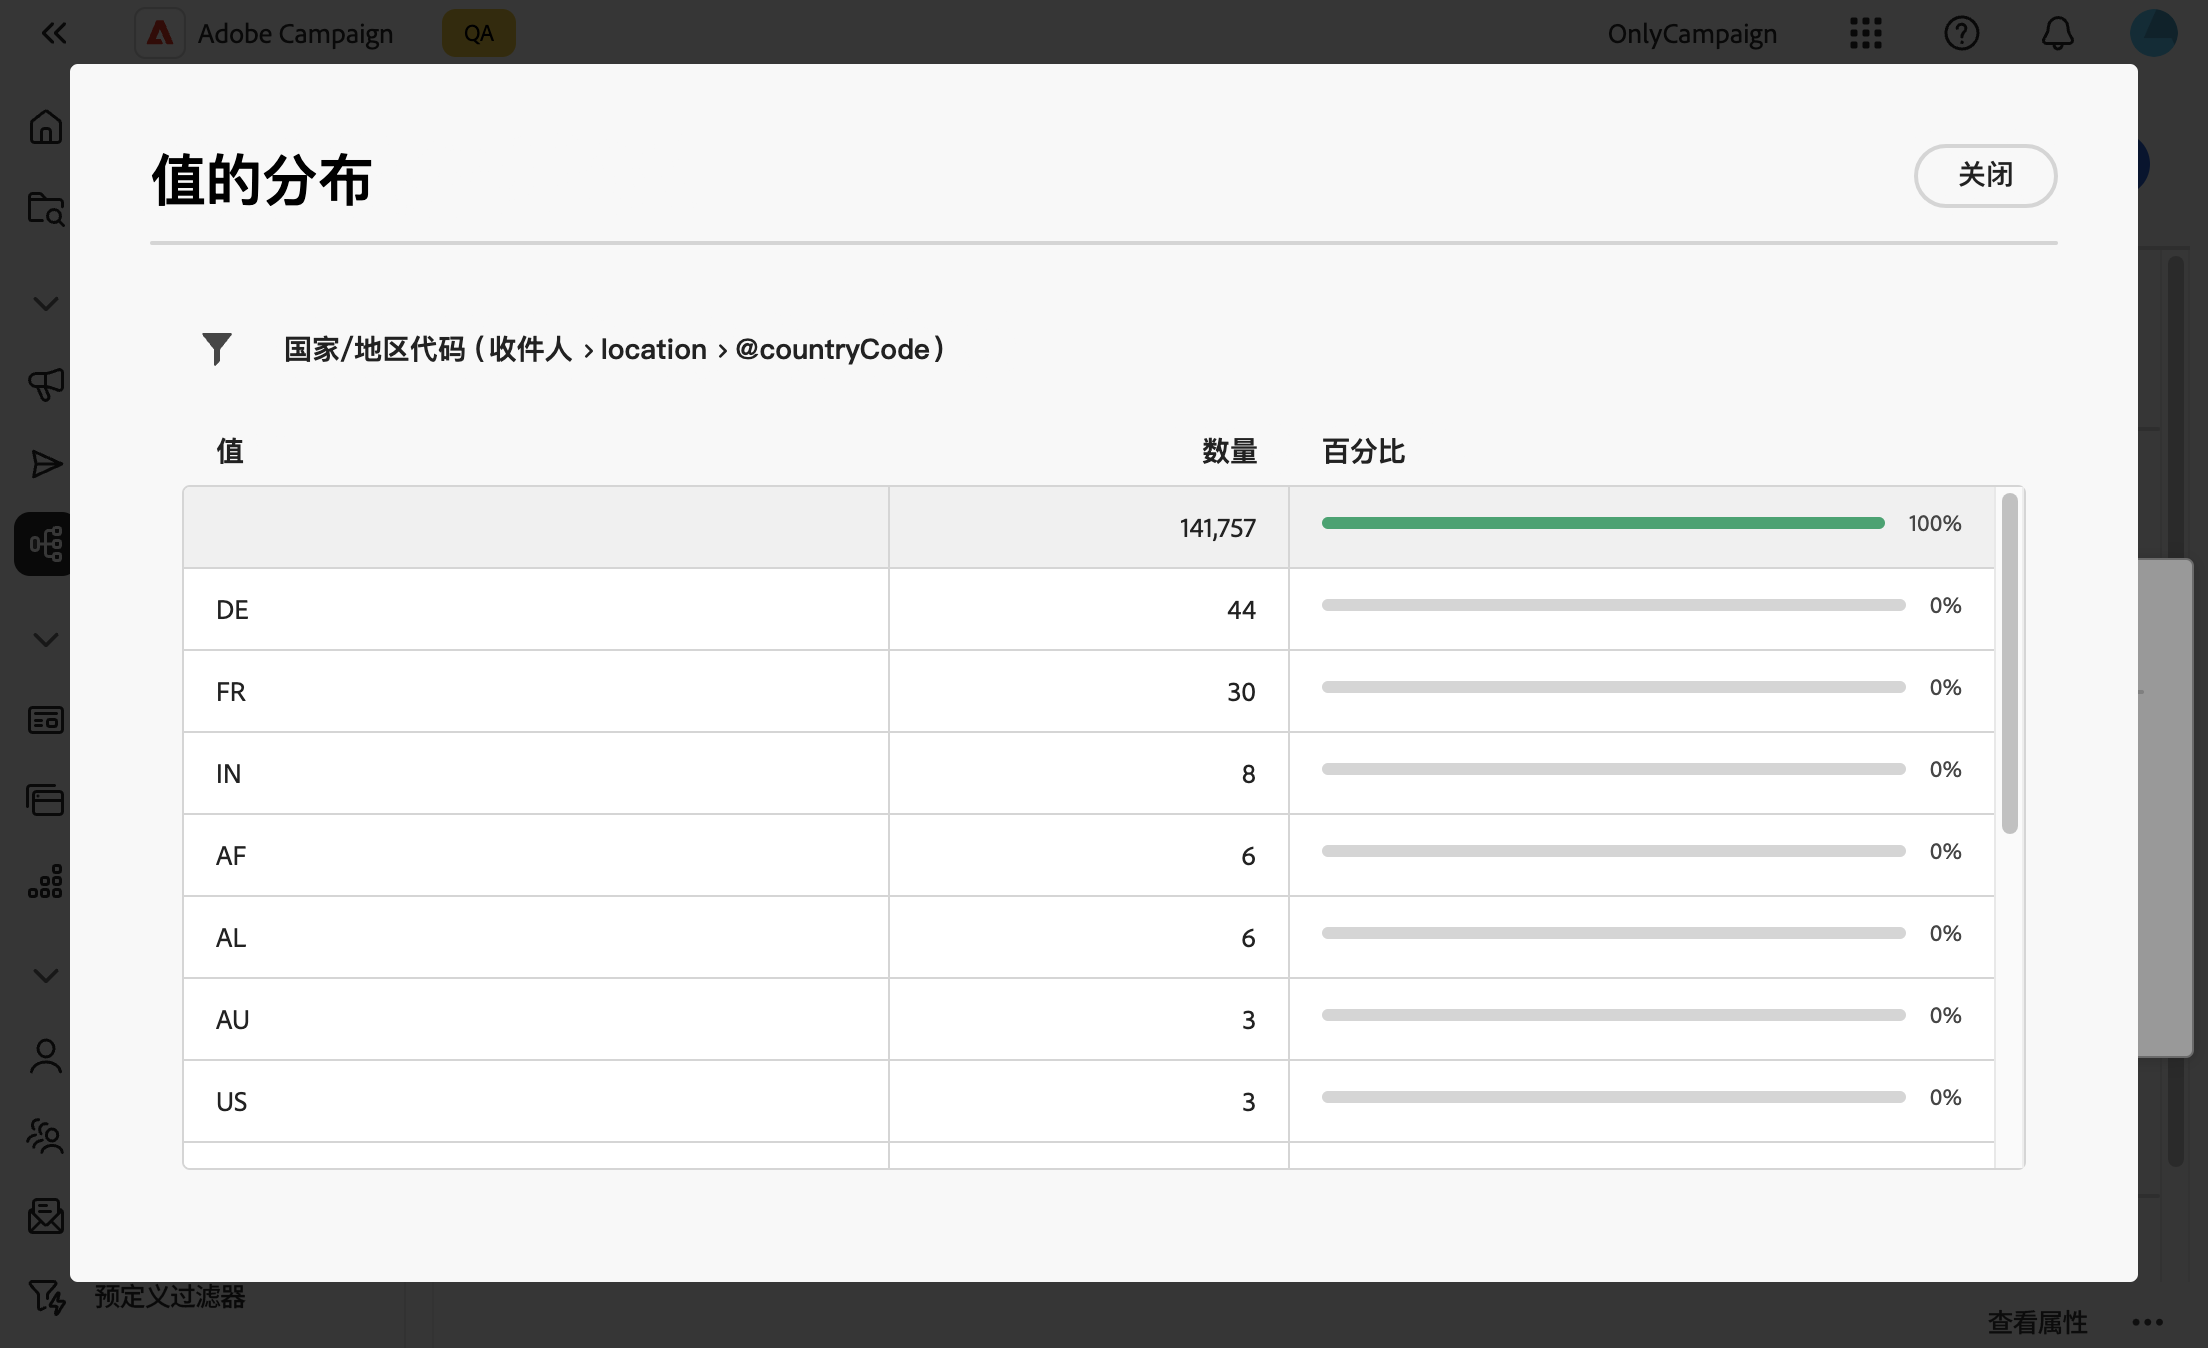 Adobe Campaign QA OnlyCampaign
值的分布
关闭
国家/地区代码 (收件人 › location › @countryCode)
值 数量 百分比
141,757 100%
DE 44 0%
FR 30 0%
IN 8 0%
AF 6 0%
AL 6 0%
AU 3 0%
US 3 0%
预定义过滤器
查看属性